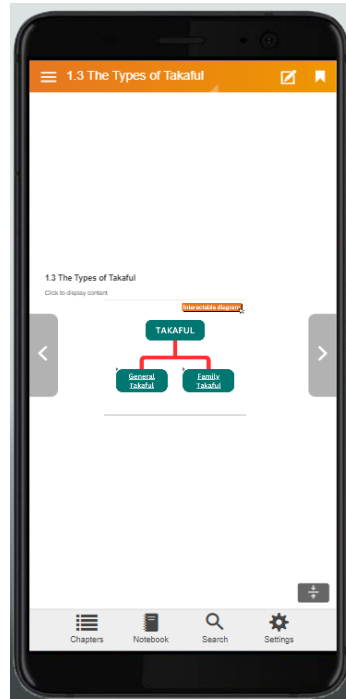 1.3 The Types of Takaful
1.3 The Types of Takaful
Click to display content
Interactable diagram
TAKAFUL
General Takaful
Family Takaful
Chapters Notebook Search Settings